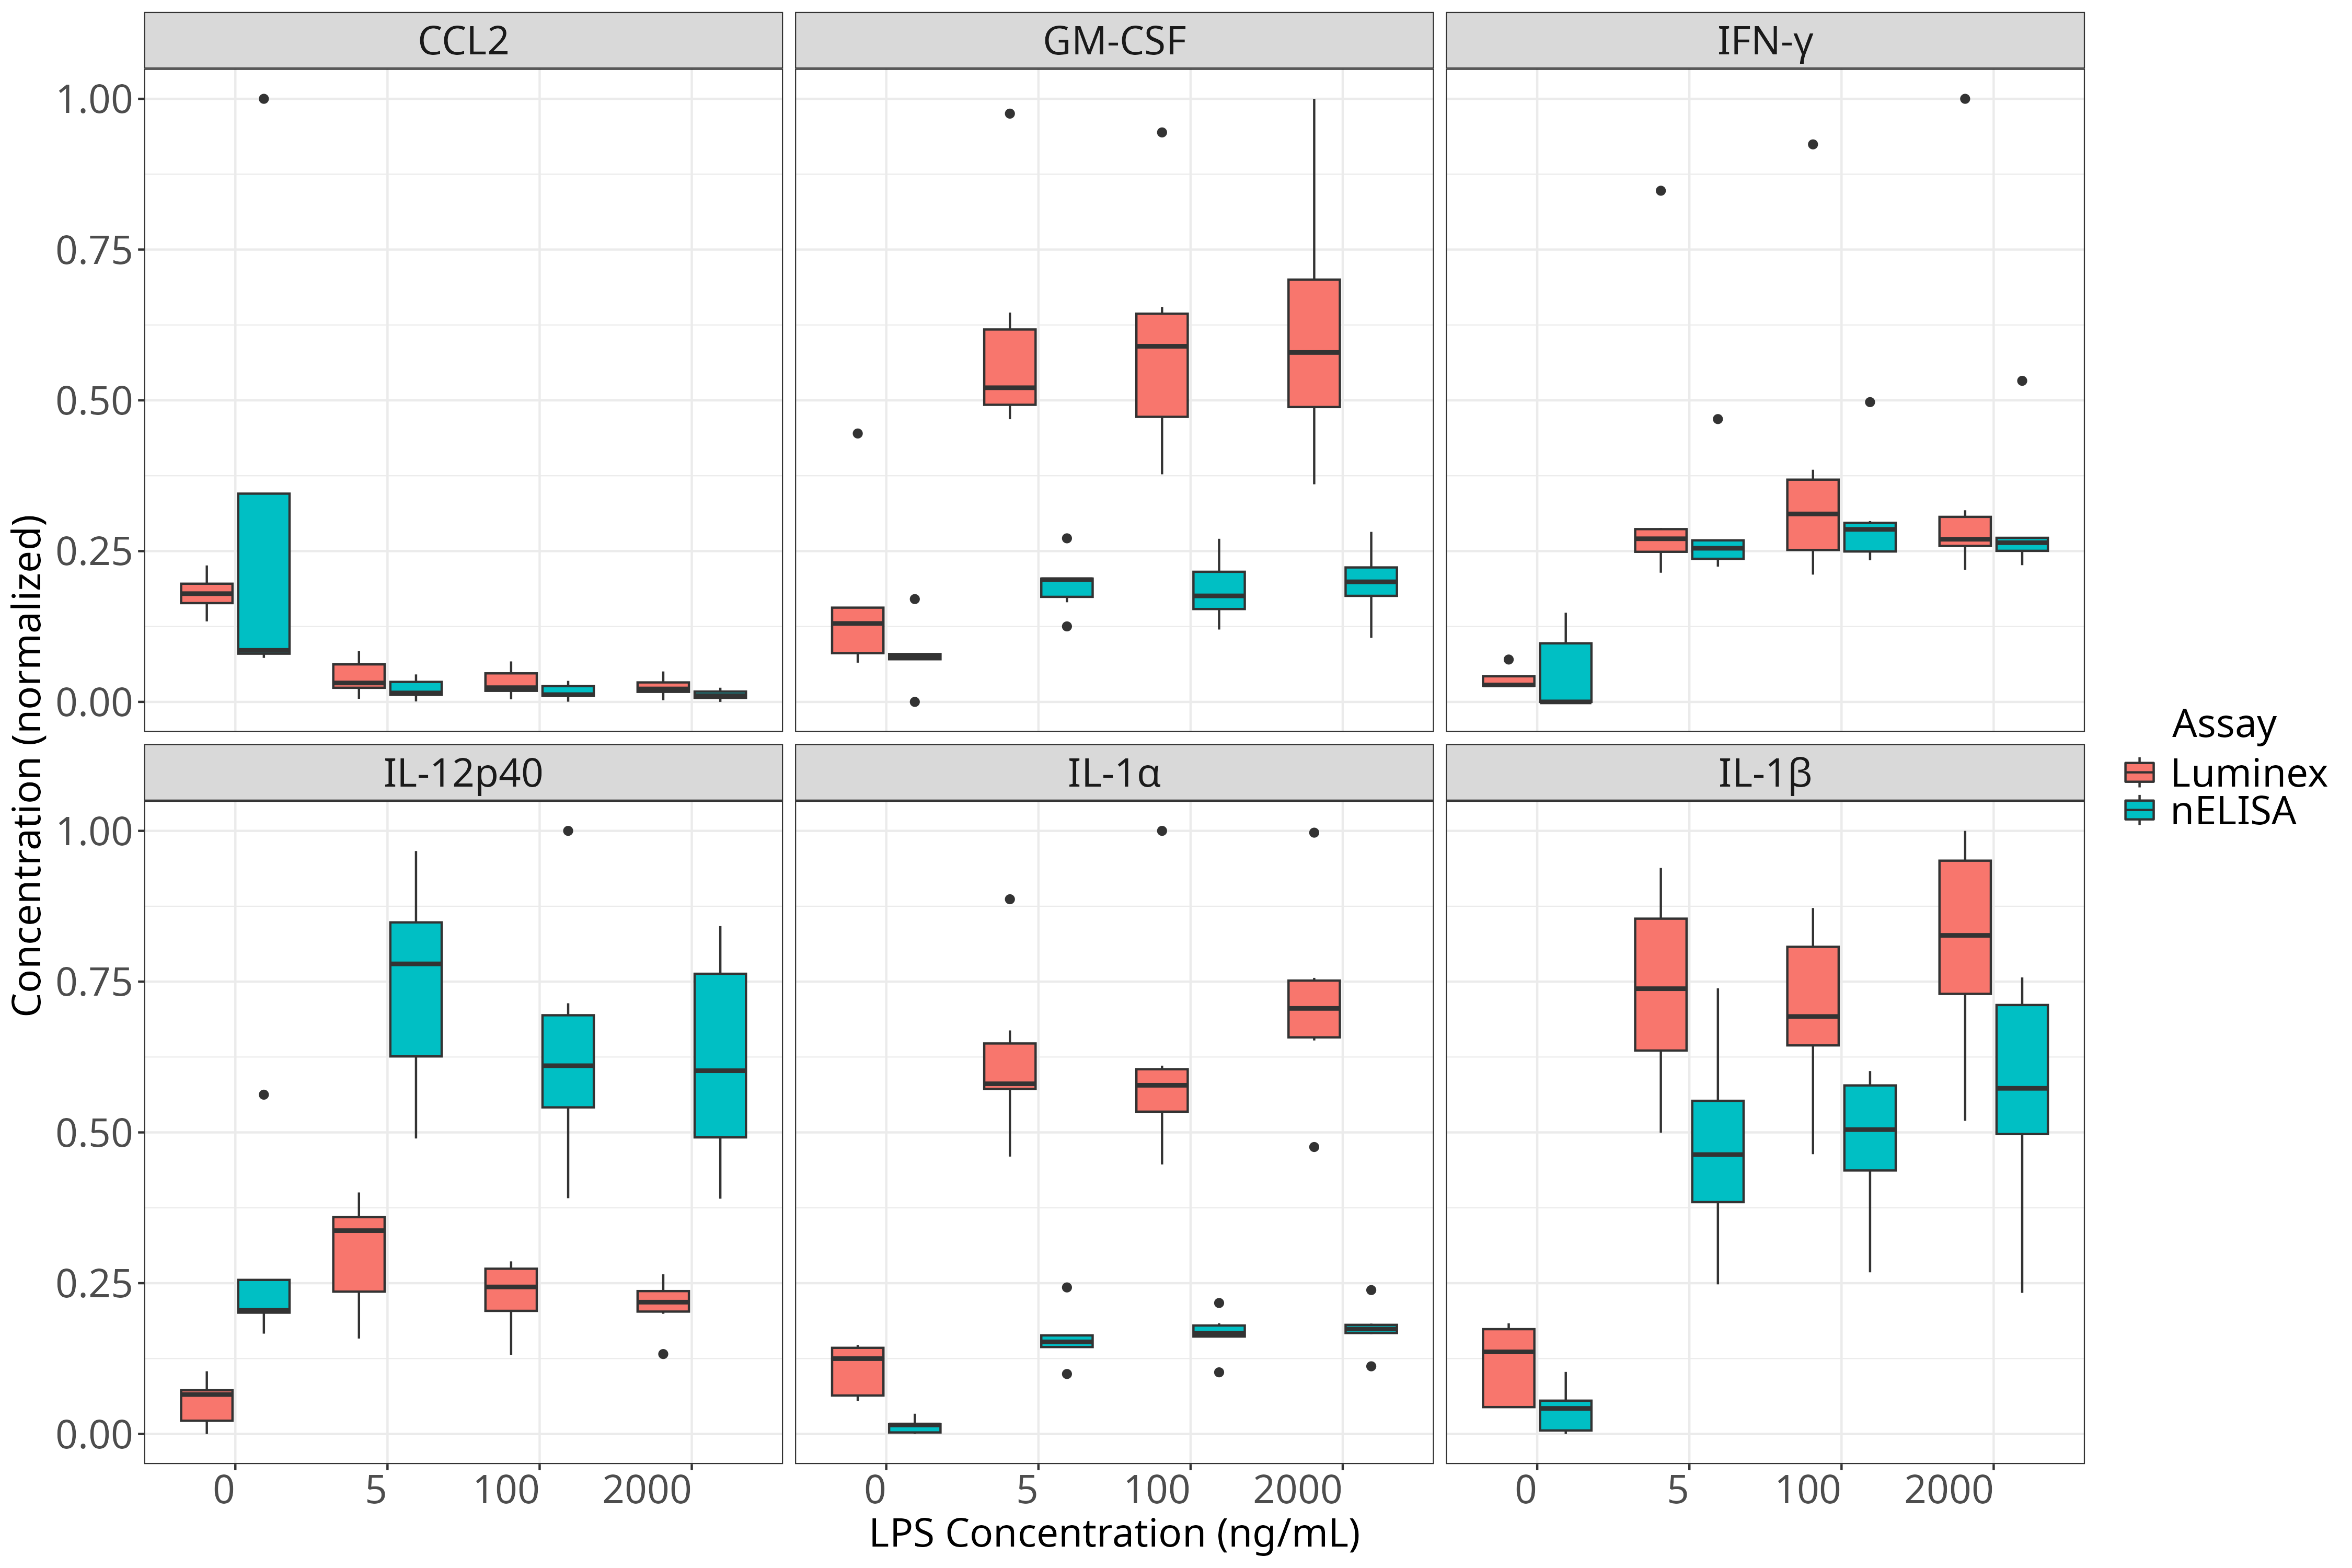 CCL2
GM-CSF
IFN-γ
1.00
0.75
0.50
0.25
0.00
IL-12p40
IL-1α
IL-1β
1.00
0.75
0.50
0.25
0.00
0 5 100 2000
0 5 100 2000
0 5 100 2000
LPS Concentration (ng/mL)
Concentration (normalized)
Assay
Luminex
nELISA